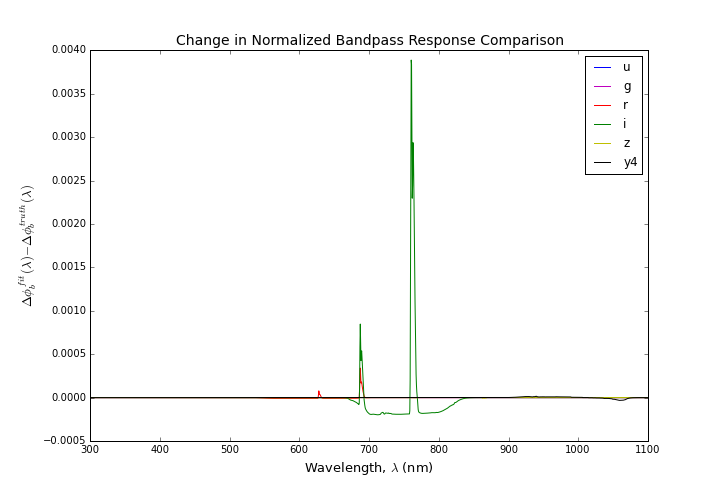 Change in Normalized Bandpass Response Comparison
0.0040
0.0035
0.0030
0.0025
0.0020
0.0015
0.0010
0.0005
0.0000
−0.0005
Δϕ_b^{fit}(λ)−Δϕ_b^{truth}(λ)
u
g
r
i
z
y4
300 400 500 600 700 800 900 1000 1100
Wavelength, λ (nm)